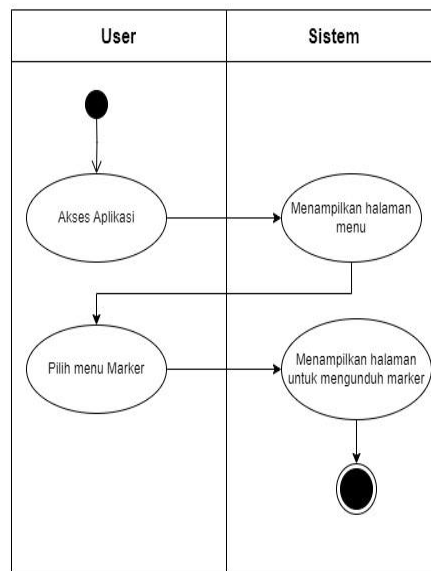 User
Sistem
Akses Aplikasi
Menampilkan halaman
menu
Pilih menu Marker
Menampilkan halaman
untuk mengunduh marker